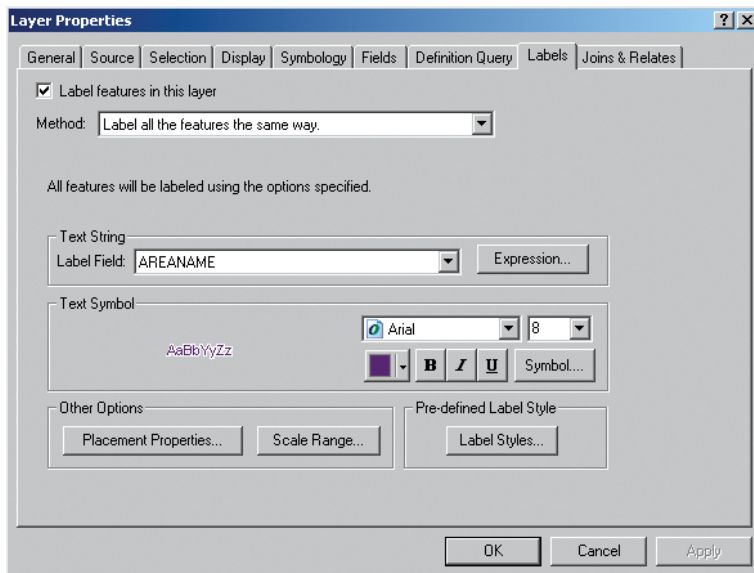 Layer Properties
? X
General Source Selection Display Symbology Fields Definition Query Labels Joins & Relates
Label features in this layer
Method: Label all the features the same way.
All features will be labeled using the options specified.
Text String
Label Field: AREANAME Expression...
Text Symbol
AaBbYyZz
Arial 8
B I U Symbol....
Other Options Pre-defined Label Style
Placement Properties... Scale Range... Label Styles...
OK Cancel Apply